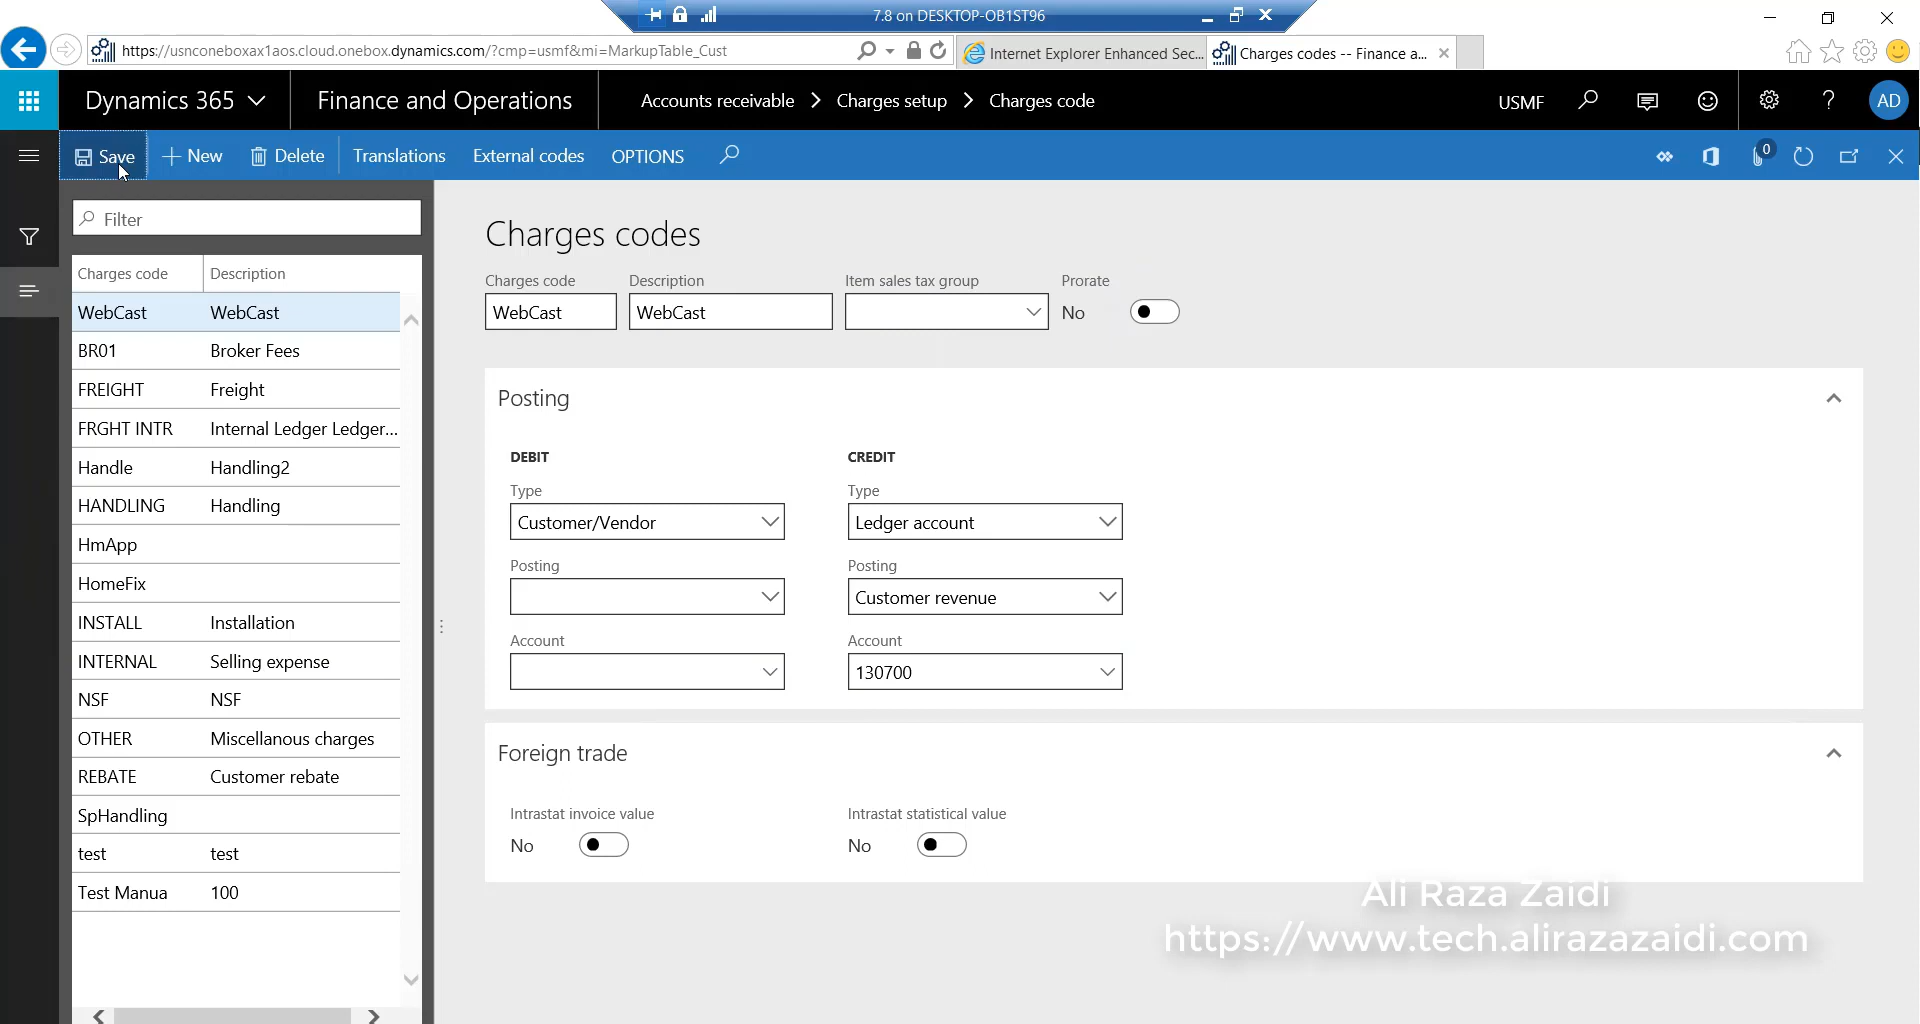 7.8 on DESKTOP-OB1ST96
https://usnconeboxax1aos.cloud.onebox.dynamics.com/?cmp=usmf&mi=MarkupTable_Cust
Internet Explorer Enhanced Sec...
Charges codes -- Finance a...
Dynamics 365
Finance and Operations
Accounts receivable
Charges setup
Charges code
USMF
?
AD
Save
New
Delete
Translations
External codes
OPTIONS
0
Filter
Charges code Description
WebCast WebCast
BR01 Broker Fees
FREIGHT Freight
FRGHT INTR Internal Ledger Ledger...
Handle Handling2
HANDLING Handling
HmApp
HomeFix
INSTALL Installation
INTERNAL Selling expense
NSF NSF
OTHER Miscellanous charges
REBATE Customer rebate
SpHandling
test test
Test Manua 100
Charges codes
Charges code Description Item sales tax group Prorate
WebCast WebCast No
Posting
DEBIT CREDIT
Type Type
Customer/Vendor Ledger account
Posting Posting
Customer revenue
Account Account
130700
Foreign trade
Intrastat invoice value Intrastat statistical value
No No
Ali Raza Zaidi
https://www.tech.alirazazaidi.com